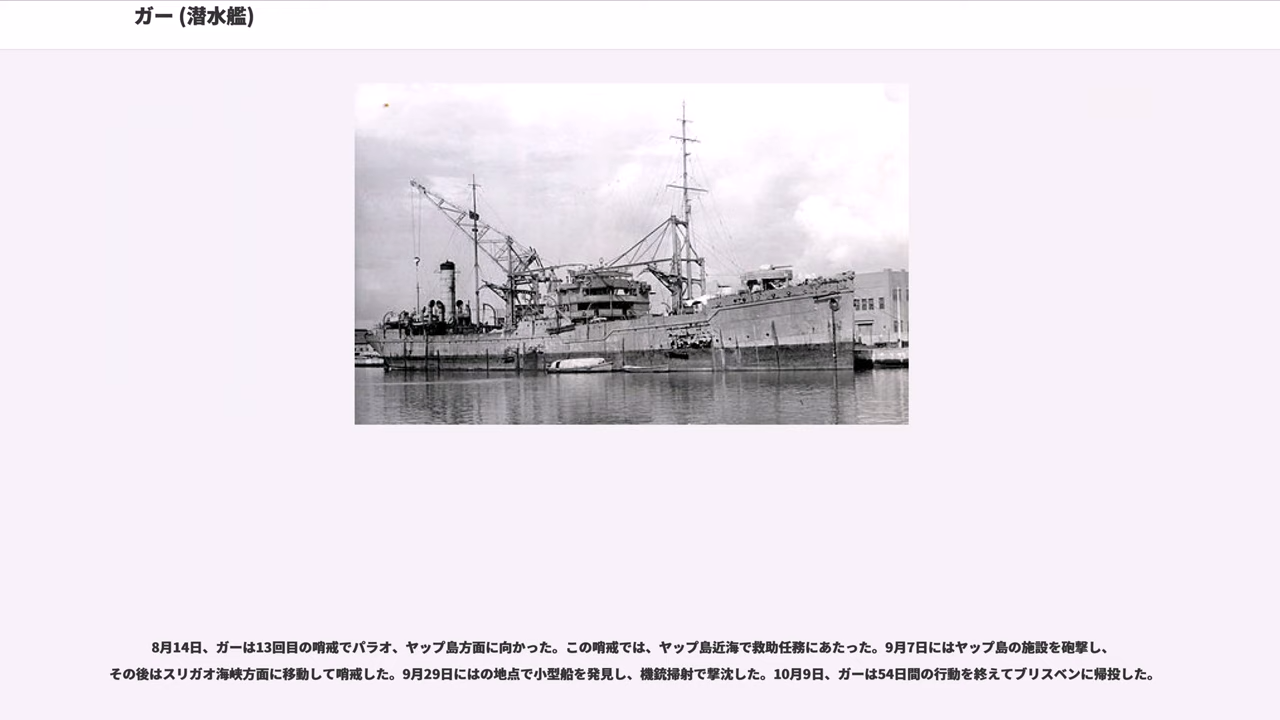 ガー (潜水艦)
8月14日、ガーは13回目の哨戒でパラオ、ヤップ島方面に向かった。この哨戒では、ヤップ島近海で救助任務にあたった。9月7日にはヤップ島の施設を砲撃し、
その後はスリガオ海峡方面に移動して哨戒した。9月29日にはの地点で小型船を発見し、機銃掃射で撃沈した。10月9日、ガーは54日間の行動を終えてブリスベンに帰投した。